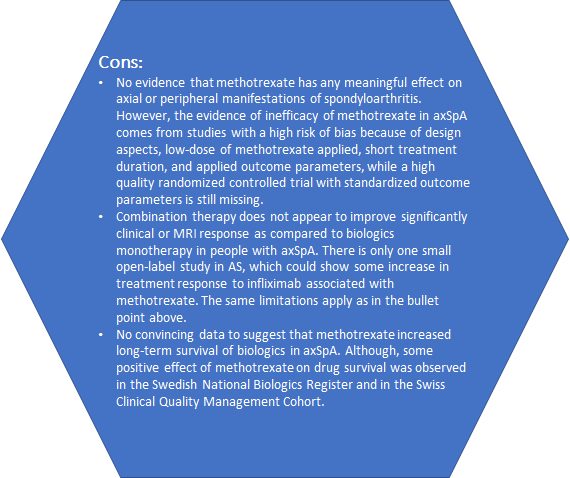 Cons:
• No evidence that methotrexate has any meaningful effect on
axial or peripheral manifestations of spondyloarthritis.
However, the evidence of inefficacy of methotrexate in axSpA
comes from studies with a high risk of bias because of design
aspects, low-dose of methotrexate applied, short treatment
duration, and applied outcome parameters, while a high
quality randomized controlled trial with standardized outcome
parameters is still missing.
• Combination therapy does not appear to improve significantly
clinical or MRI response as compared to biologics
monotherapy in people with axSpA. There is only one small
open-label study in AS, which could show some increase in
treatment response to infliximab associated with
methotrexate. The same limitations apply as in the bullet
point above.
• No convincing data to suggest that methotrexate increased
long-term survival of biologics in axSpA. Although, some
positive effect of methotrexate on drug survival was observed
in the Swedish National Biologics Register and in the Swiss
Clinical Quality Management Cohort.